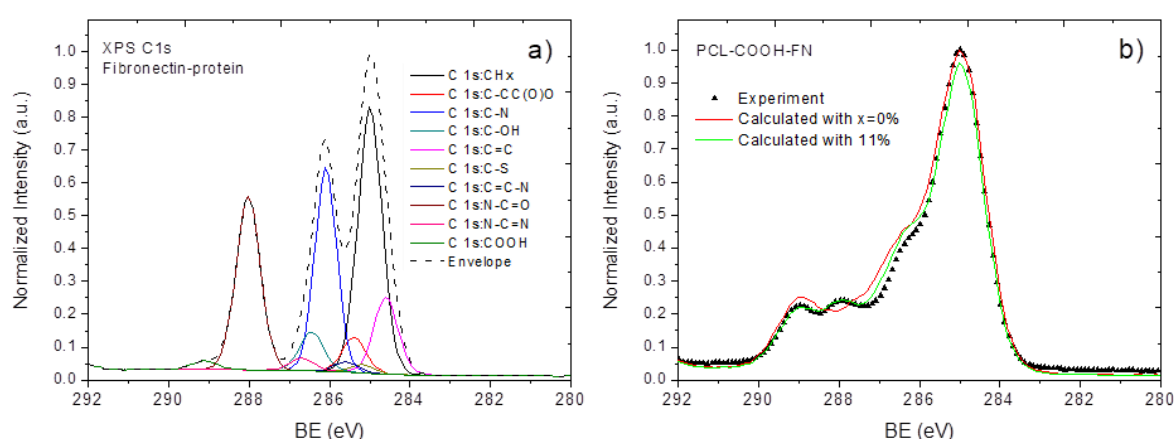 XPS C1s
Fibronectin-protein
a)
C 1s:CHx
C 1s:C-CC(O)O
C 1s:C-N
C 1s:C-OH
C 1s:C=C
C 1s:C-S
C 1s:C=C-N
C 1s:N-C=O
C 1s:N-C=N
C 1s:COOH
Envelope
Normalized Intensity (a.u.)
1.0
0.9
0.8
0.7
0.6
0.5
0.4
0.3
0.2
0.1
0.0
292 290 288 286 284 282 280
BE (eV)
PCL-COOH-FN
b)
Experiment
Calculated with x=0%
Calculated with 11%
Normalized Intensity (a.u.)
1.0
0.9
0.8
0.7
0.6
0.5
0.4
0.3
0.2
0.1
0.0
292 290 288 286 284 282 280
BE (eV)